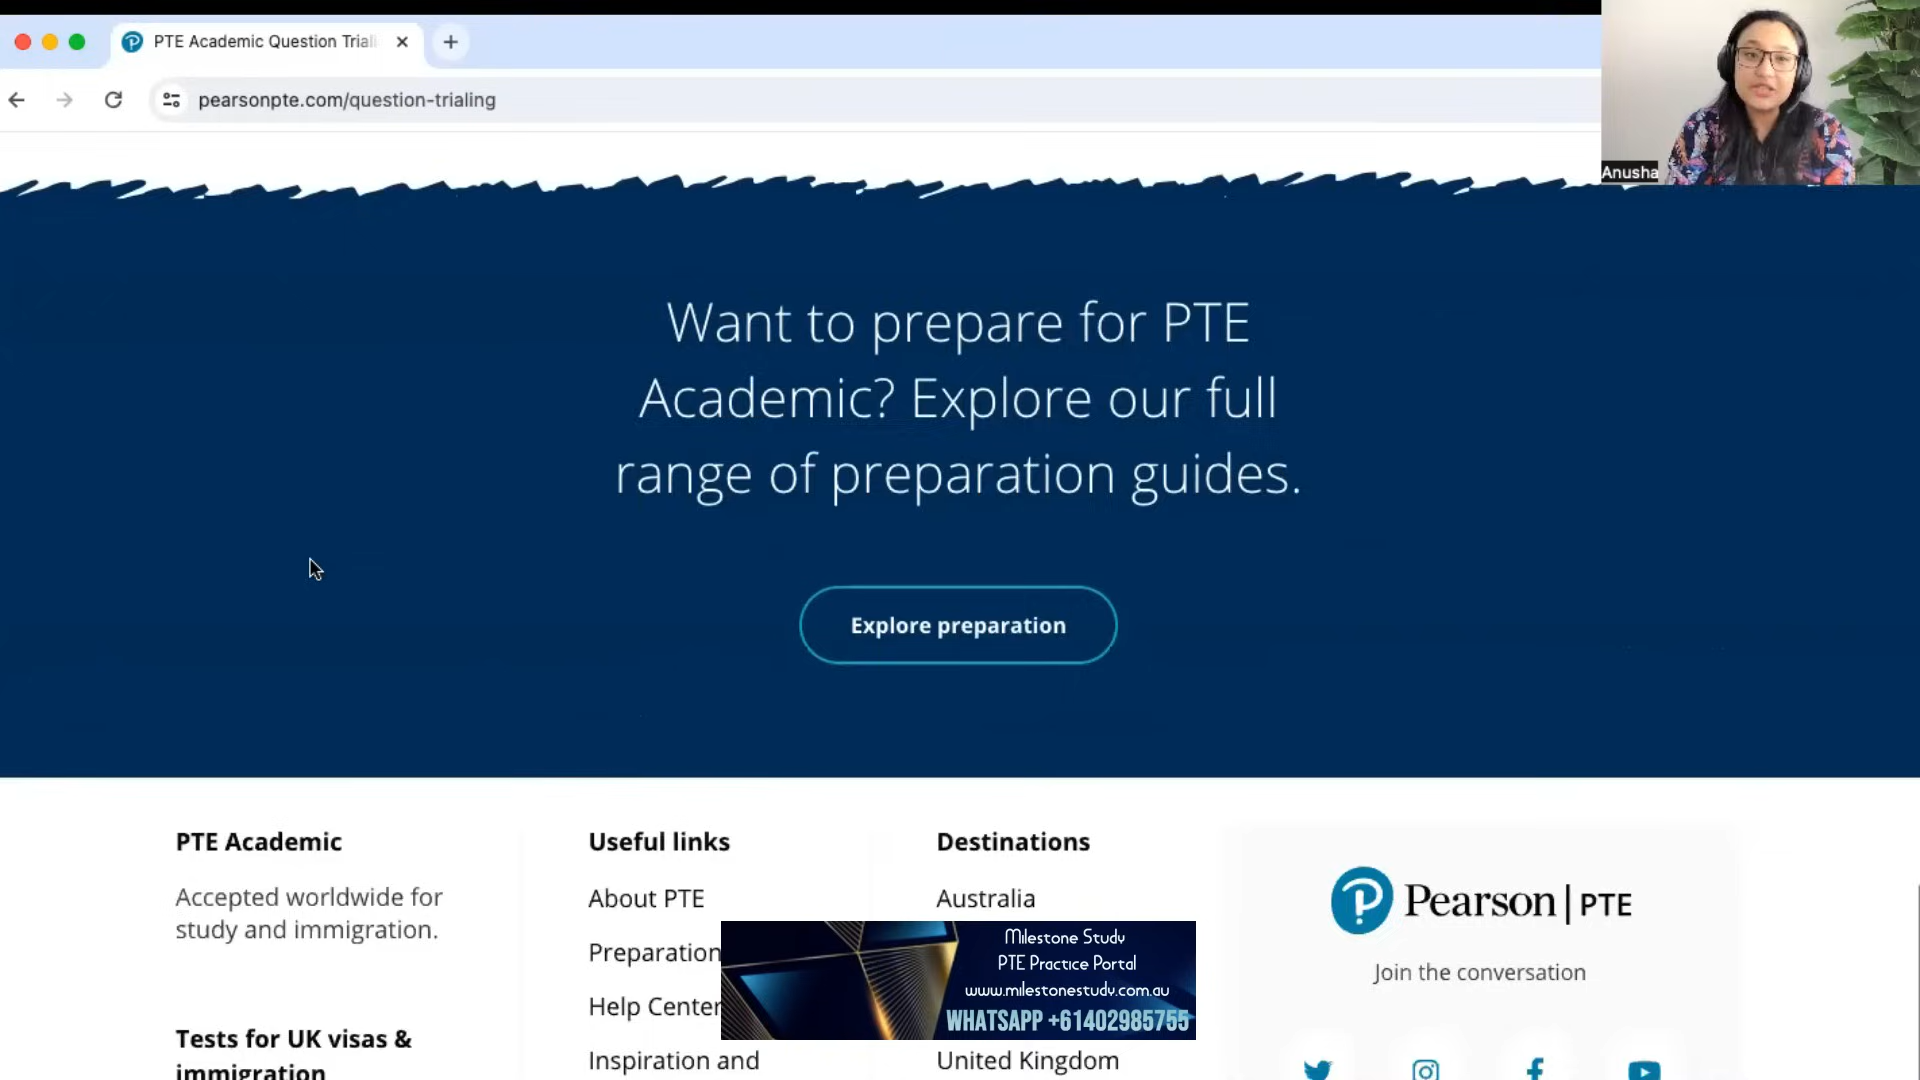 PTE Academic Question Triali
pearsonpte.com/question-trialing
Anusha
Want to prepare for PTE
Academic? Explore our full
range of preparation guides.
Explore preparation
PTE Academic
Accepted worldwide for
study and immigration.
Tests for UK visas &
immigration
Useful links
About PTE
Preparation
Help Center
Inspiration and
Destinations
Australia
United Kingdom
Pearson | PTE
Join the conversation
Milestone Study
PTE Practice Portal
www.milestonestudy.com.au
WHATSAPP +61402985755